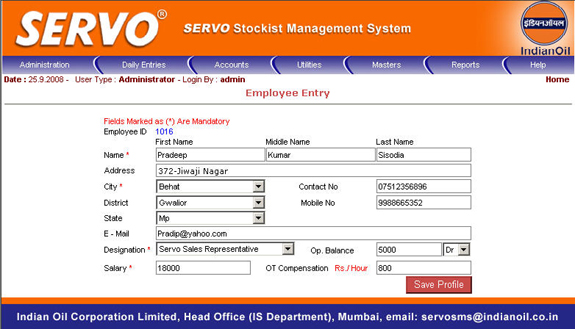 SERVO® SERVO Stockist Management System
इंडियनऑयल
IndianOil
Administration Daily Entries Accounts Utilities Masters Reports Help
Date : 25.9.2008 - User Type : Administrator - Login By : admin Home
Employee Entry
Fields Marked as (*) Are Mandatory
Employee ID 1016
First Name Middle Name Last Name
Name * Pradeep Kumar Sisodia
Address 372-Jiwaji Nagar
City * Behat Contact No 07512356896
District Gwalior Mobile No 9988665352
State Mp
E - Mail Pradip@yahoo.com
Designation * Servo Sales Representative Op. Balance 5000 Dr
Salary * 18000 OT Compensation Rs./ Hour 800
Save Profile
Indian Oil Corporation Limited, Head Office (IS Department), Mumbai, email: servosms@indianoil.co.in